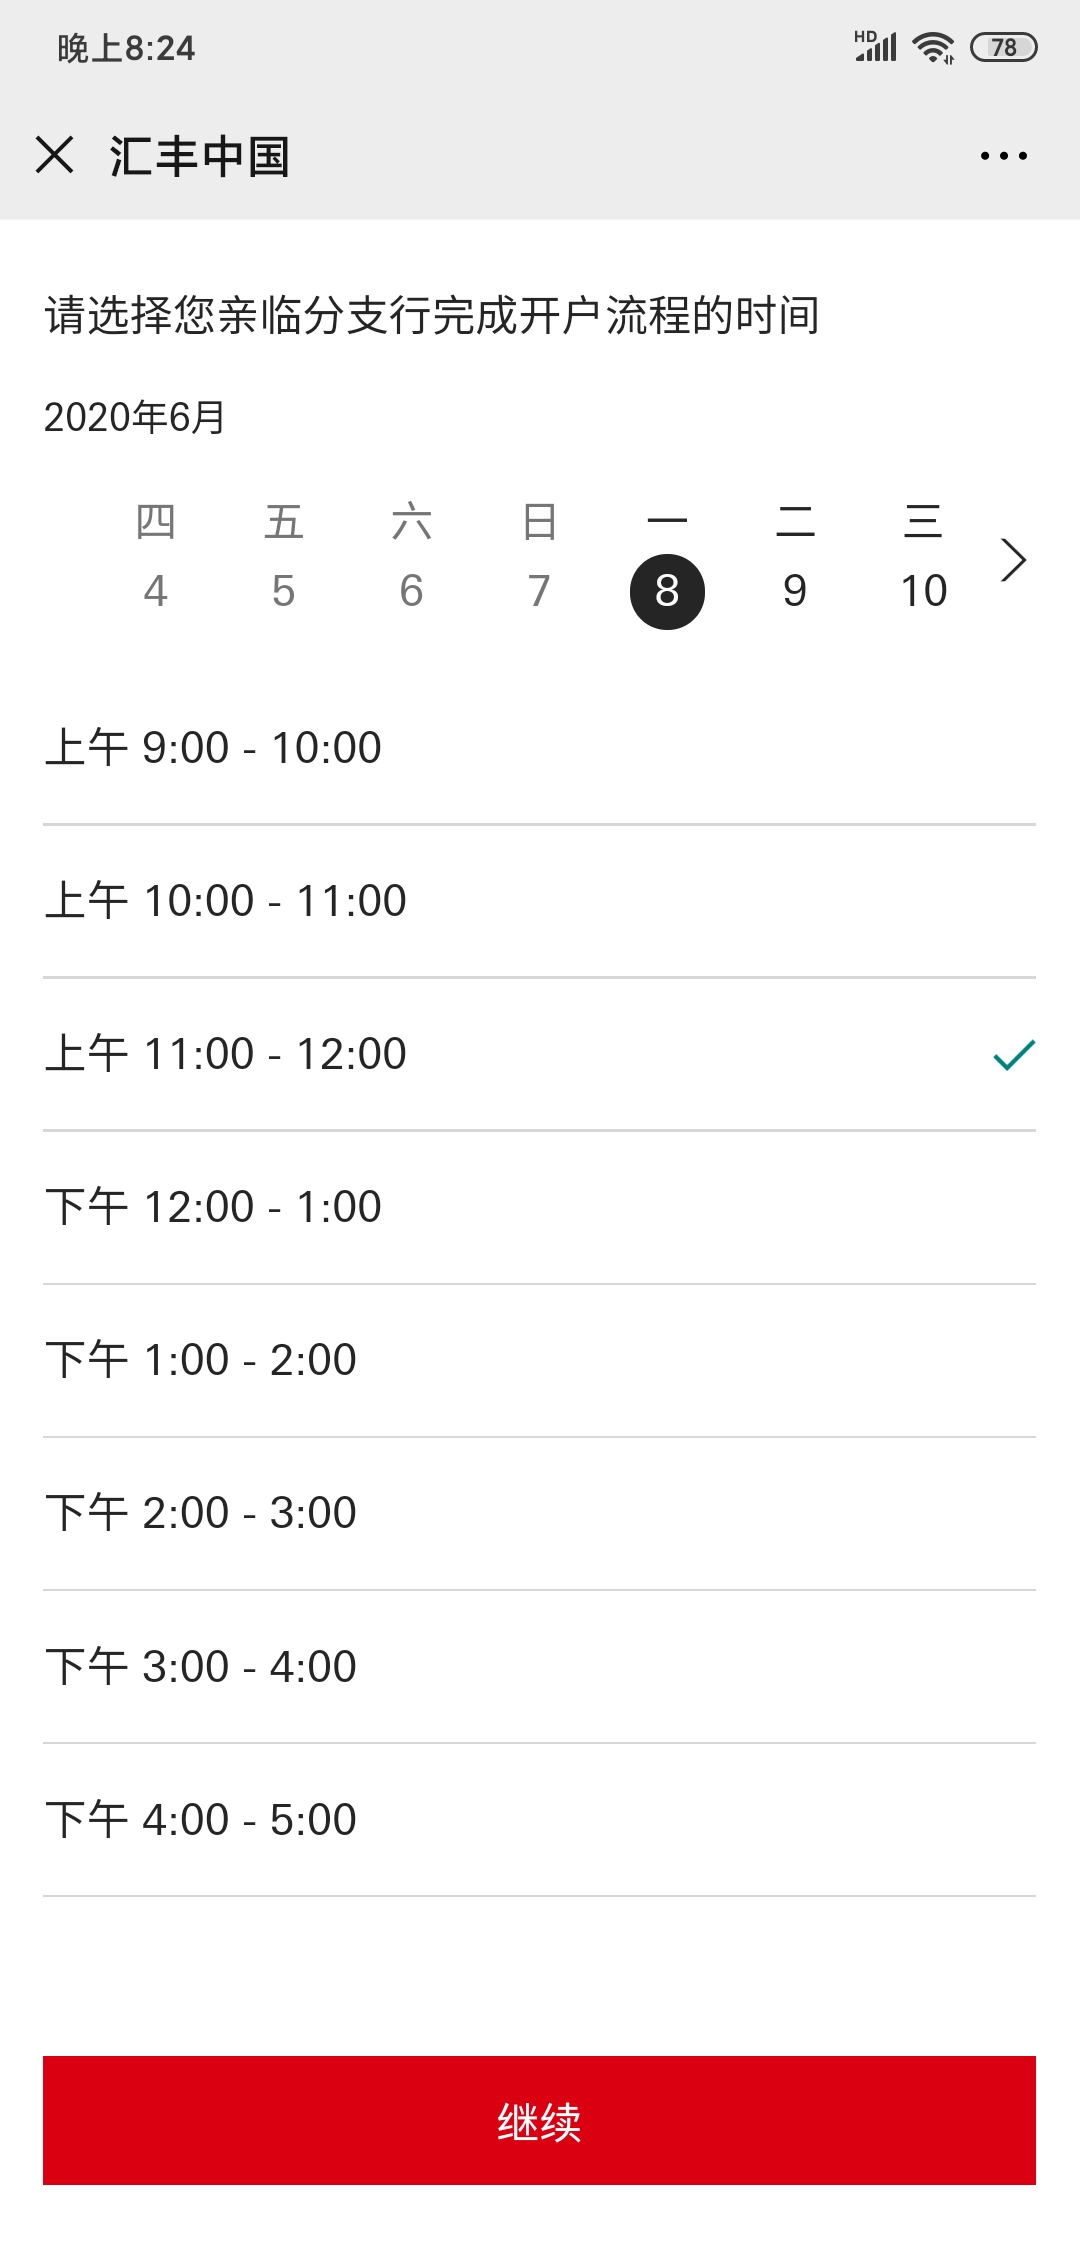 晚上8:24
HD
78
汇丰中国
请选择您亲临分支行完成开户流程的时间
2020年6月
四 五 六 日 一 二 三
4 5 6 7 8 9 10
上午 9:00 - 10:00
上午 10:00 - 11:00
上午 11:00 - 12:00
下午 12:00 - 1:00
下午 1:00 - 2:00
下午 2:00 - 3:00
下午 3:00 - 4:00
下午 4:00 - 5:00
继续